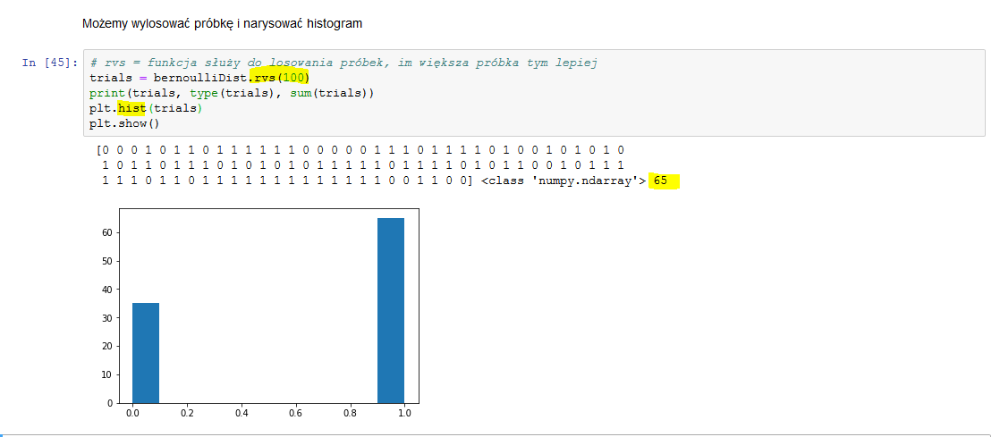 Możemy wylosować próbkę i narysować histogram
In [45]:
# rvs = funkcja służy do losowania próbek, im większa próbka tym lepiej
trials = bernoulliDist.rvs(100)
print(trials, type(trials), sum(trials))
plt.hist(trials)
plt.show()
[0 0 0 1 0 1 1 0 1 1 1 1 1 1 0 0 0 0 0 1 1 1 0 1 1 1 1 0 1 0 0 1 0 1 0 1 0
1 0 1 1 0 1 1 1 0 1 0 1 0 1 0 1 1 1 1 1 0 1 1 1 1 0 1 0 1 1 0 0 1 0 1 1 1
1 1 1 0 1 1 0 1 1 1 1 1 1 1 1 1 1 1 1 1 0 0 1 1 0 0] <class 'numpy.ndarray'> 65
60
50
40
30
20
10
0
0.0 0.2 0.4 0.6 0.8 1.0